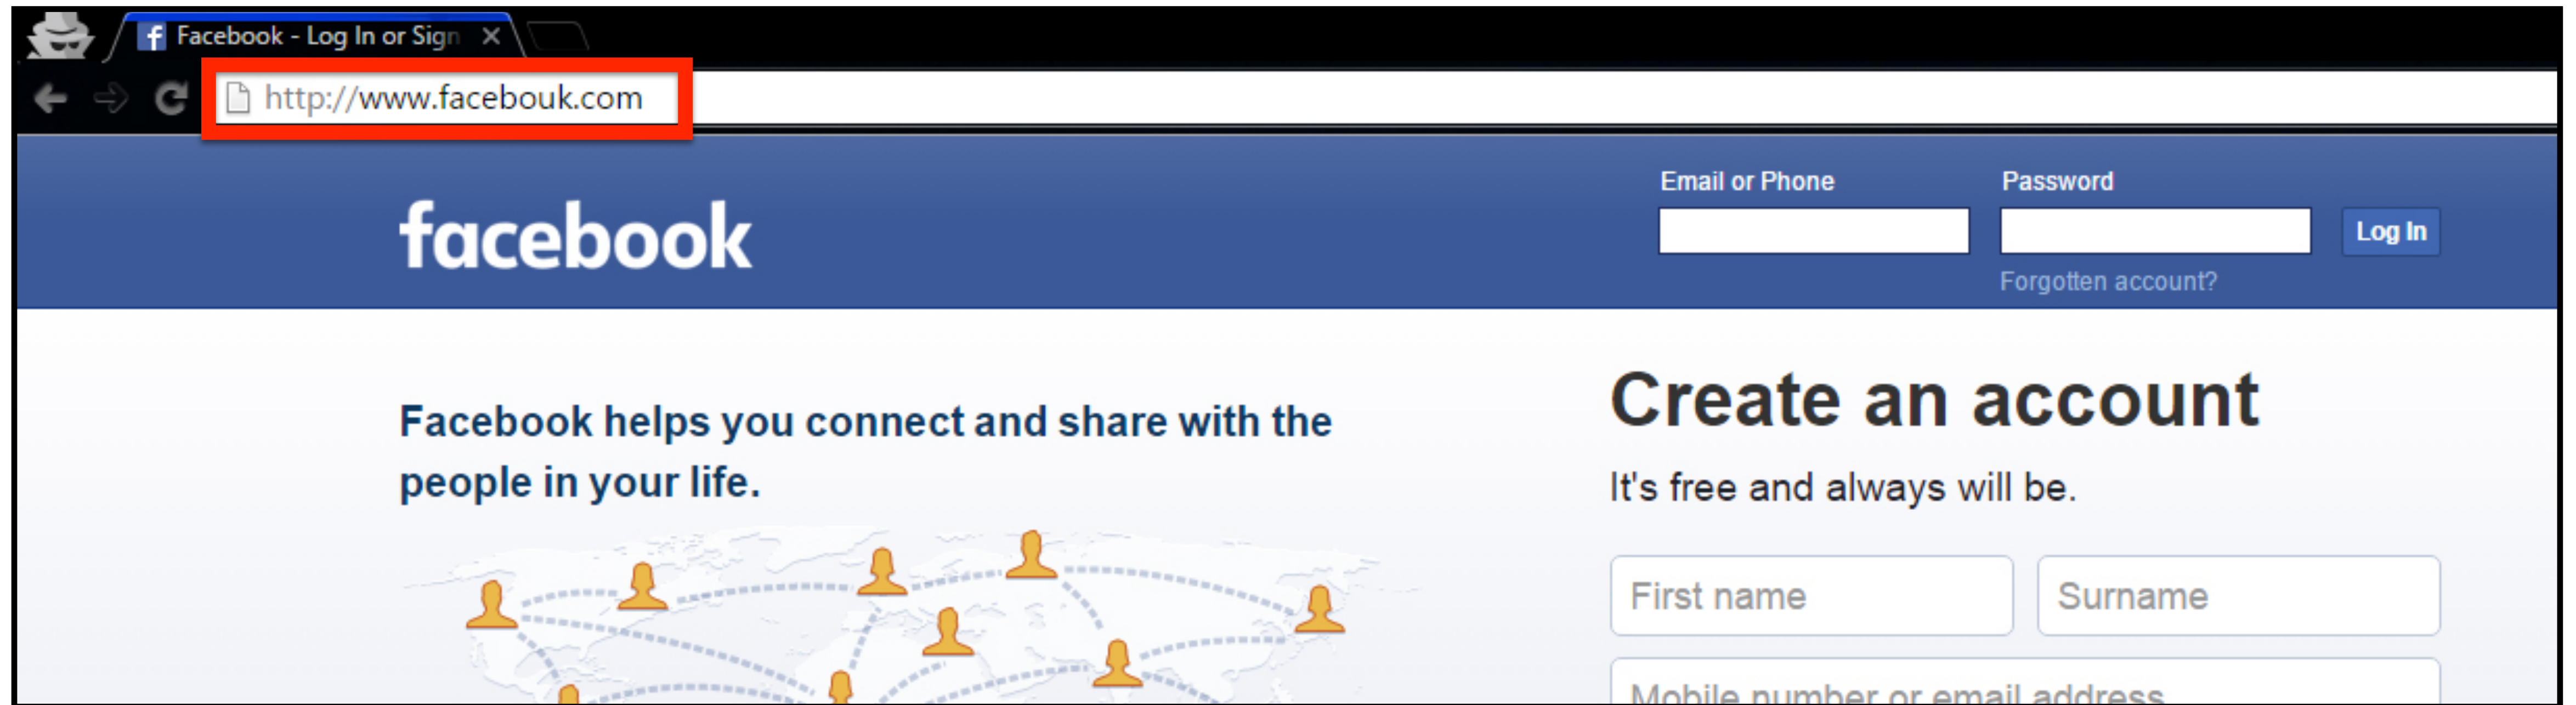 Facebook - Log In or Sign
http://www.facebouk.com
facebook
Email or Phone
Password
Log In
Forgotten account?
Facebook helps you connect and share with the
people in your life.
Create an account
It's free and always will be.
First name
Surname
Mobile number or email address